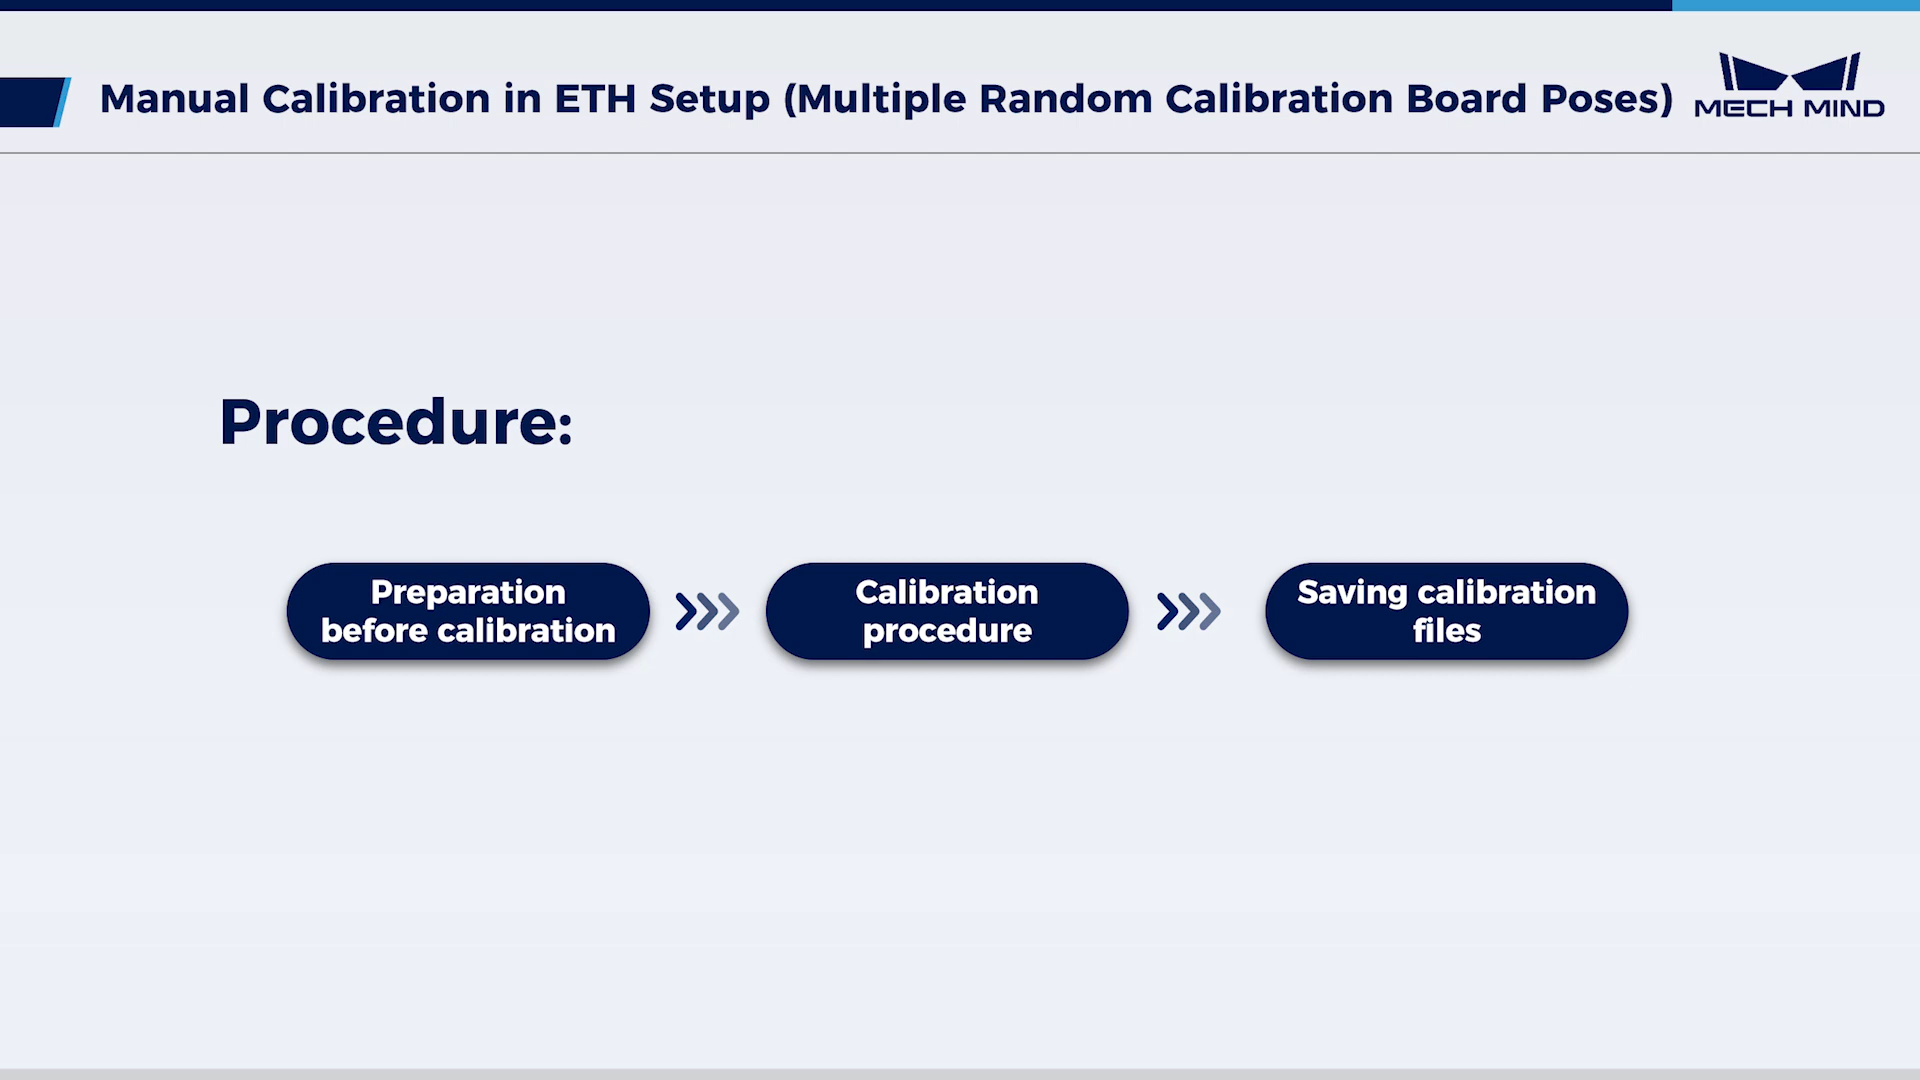 Manual Calibration in ETH Setup (Multiple Random Calibration Board Poses)
MECH MIND
Procedure:
Preparation
before calibration
Calibration
procedure
Saving calibration
files